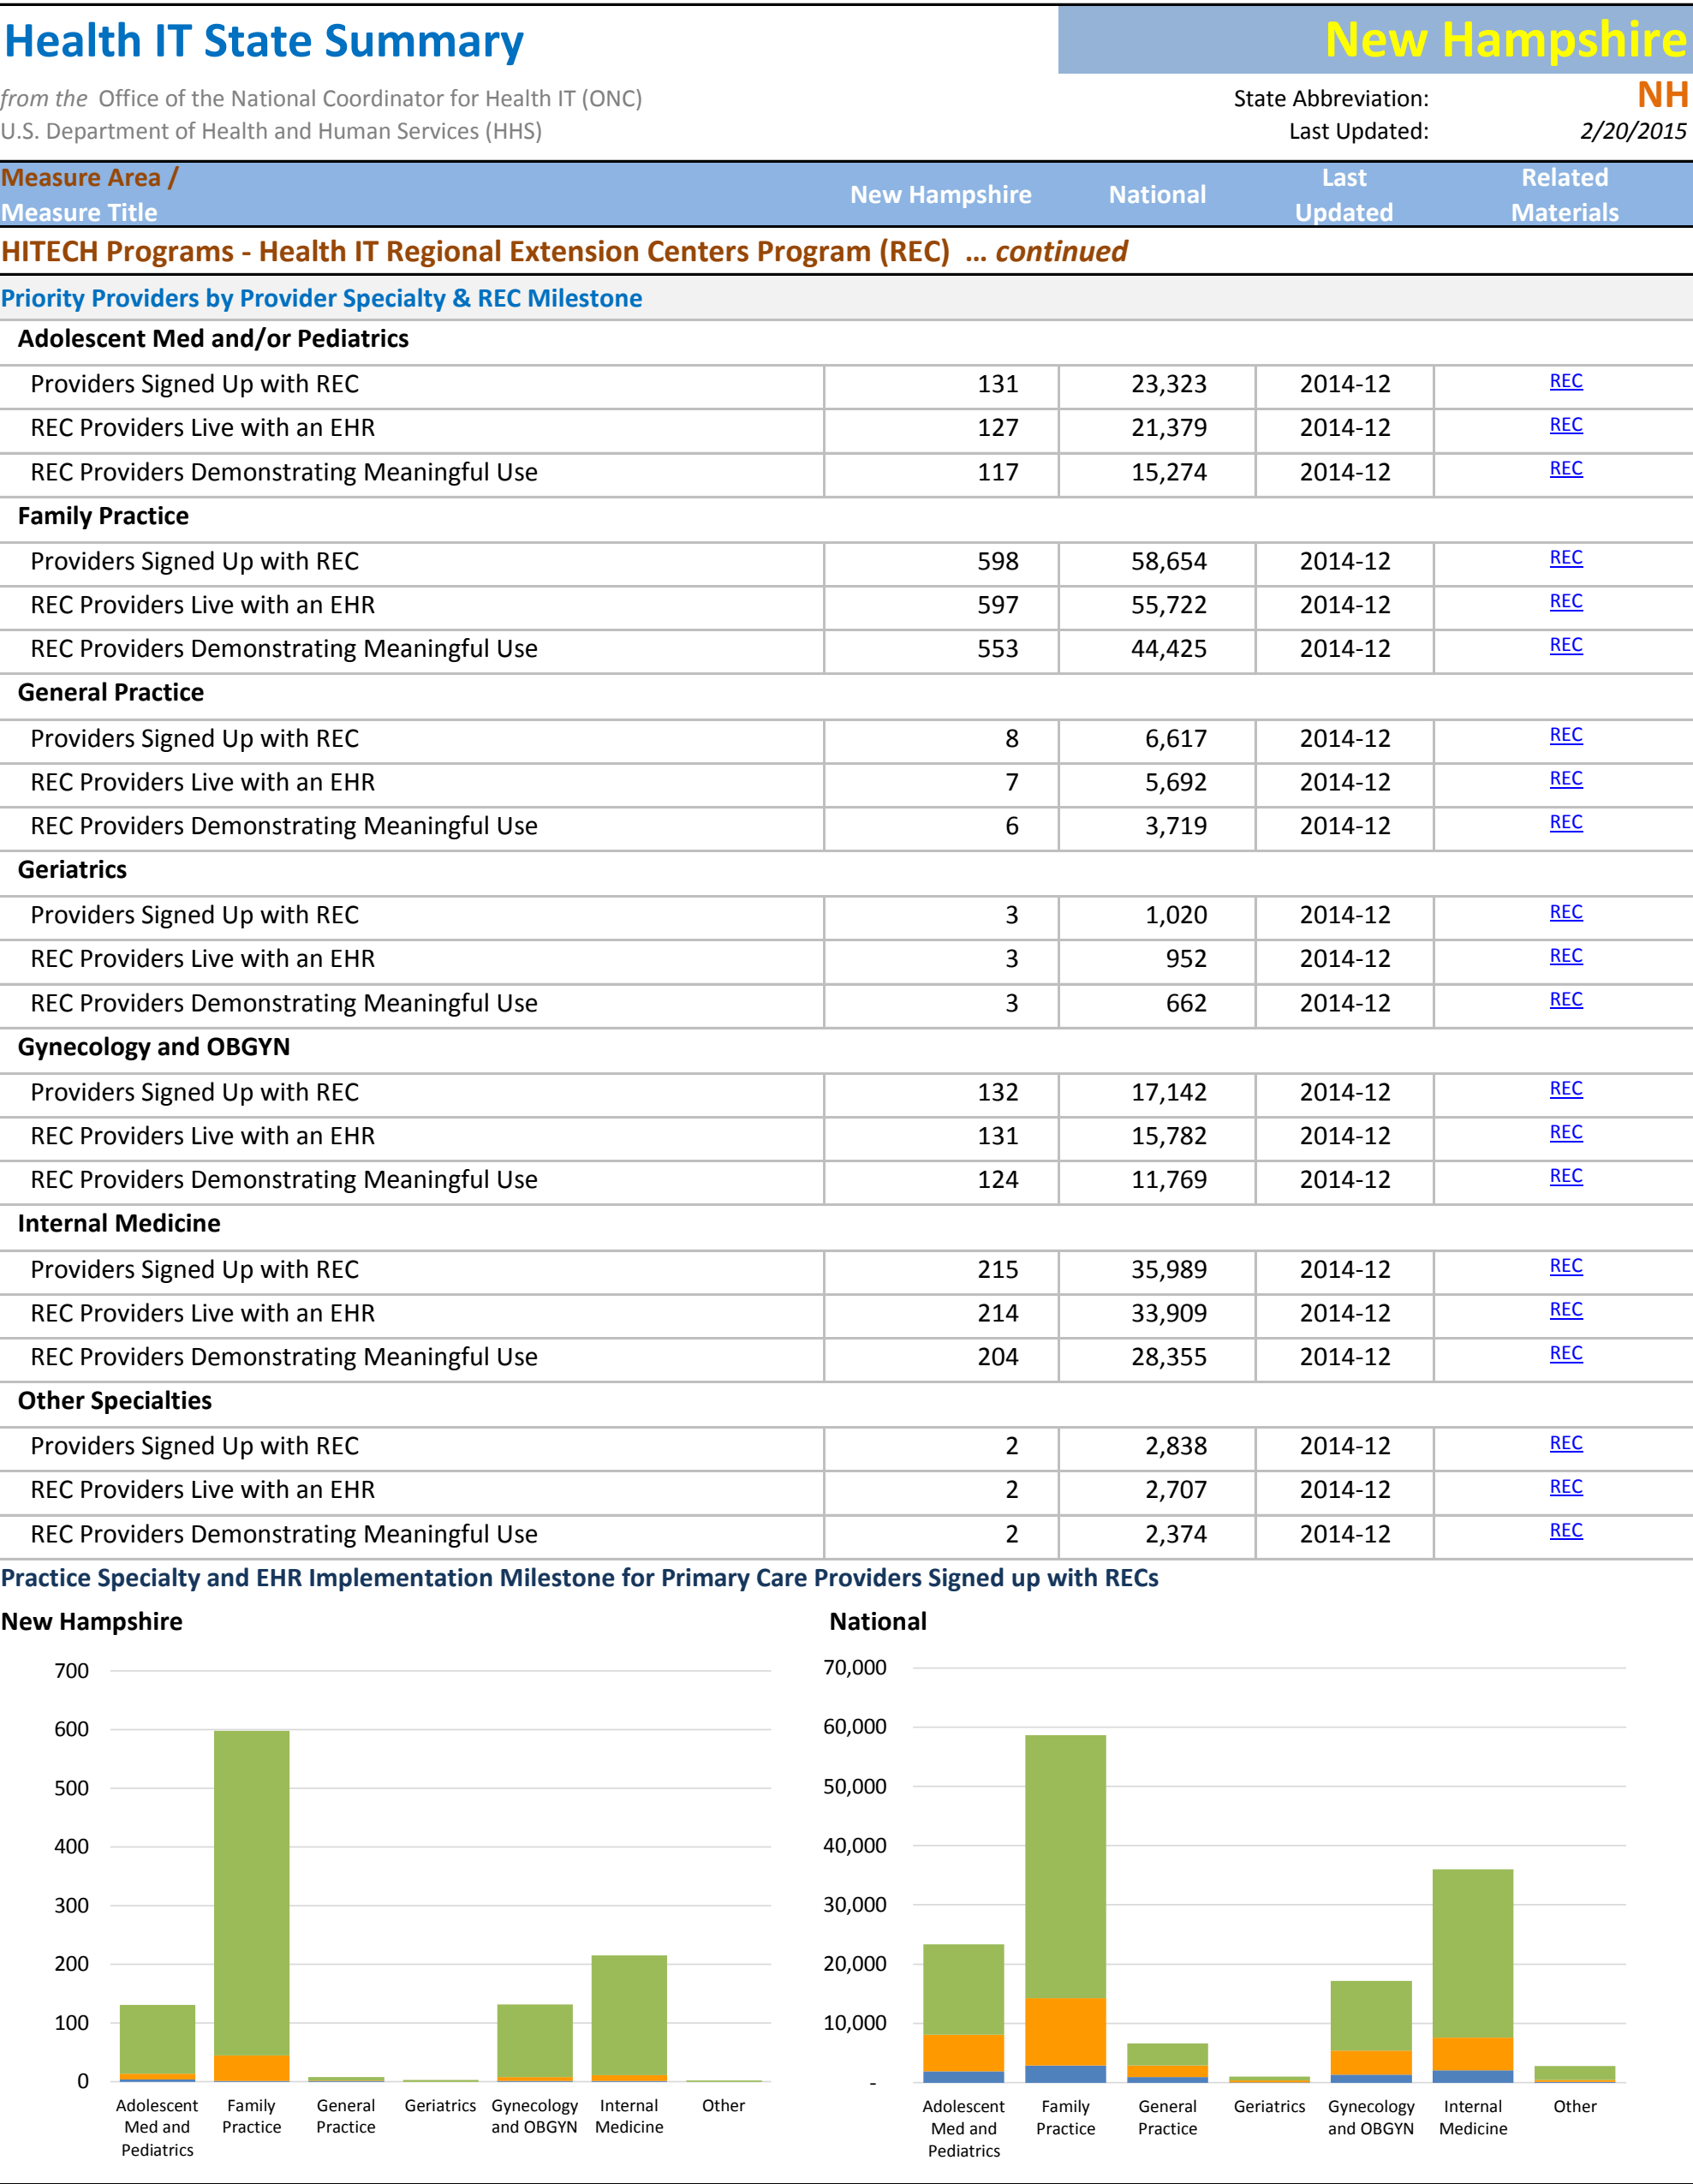 Health IT State Summary
New Hampshire
from the Office of the National Coordinator for Health IT (ONC)
State Abbreviation: NH
U.S. Department of Health and Human Services (HHS)
Last Updated: 2/20/2015
Measure Area /
Measure Title
New Hampshire
National
Last
Updated
Related
Materials
HITECH Programs - Health IT Regional Extension Centers Program (REC) ... continued
Priority Providers by Provider Specialty & REC Milestone
Adolescent Med and/or Pediatrics
Providers Signed Up with REC 131 23,323 2014-12 REC
REC Providers Live with an EHR 127 21,379 2014-12 REC
REC Providers Demonstrating Meaningful Use 117 15,274 2014-12 REC
Family Practice
Providers Signed Up with REC 598 58,654 2014-12 REC
REC Providers Live with an EHR 597 55,722 2014-12 REC
REC Providers Demonstrating Meaningful Use 553 44,425 2014-12 REC
General Practice
Providers Signed Up with REC 8 6,617 2014-12 REC
REC Providers Live with an EHR 7 5,692 2014-12 REC
REC Providers Demonstrating Meaningful Use 6 3,719 2014-12 REC
Geriatrics
Providers Signed Up with REC 3 1,020 2014-12 REC
REC Providers Live with an EHR 3 952 2014-12 REC
REC Providers Demonstrating Meaningful Use 3 662 2014-12 REC
Gynecology and OBGYN
Providers Signed Up with REC 132 17,142 2014-12 REC
REC Providers Live with an EHR 131 15,782 2014-12 REC
REC Providers Demonstrating Meaningful Use 124 11,769 2014-12 REC
Internal Medicine
Providers Signed Up with REC 215 35,989 2014-12 REC
REC Providers Live with an EHR 214 33,909 2014-12 REC
REC Providers Demonstrating Meaningful Use 204 28,355 2014-12 REC
Other Specialties
Providers Signed Up with REC 2 2,838 2014-12 REC
REC Providers Live with an EHR 2 2,707 2014-12 REC
REC Providers Demonstrating Meaningful Use 2 2,374 2014-12 REC
Practice Specialty and EHR Implementation Milestone for Primary Care Providers Signed up with RECs
New Hampshire
700
600
500
400
300
200
100
0
Adolescent
Med and
Pediatrics
Family
Practice
General
Practice
Geriatrics
Gynecology
and OBGYN
Internal
Medicine
Other
National
70,000
60,000
50,000
40,000
30,000
20,000
10,000
-
Adolescent
Med and
Pediatrics
Family
Practice
General
Practice
Geriatrics
Gynecology
and OBGYN
Internal
Medicine
Other